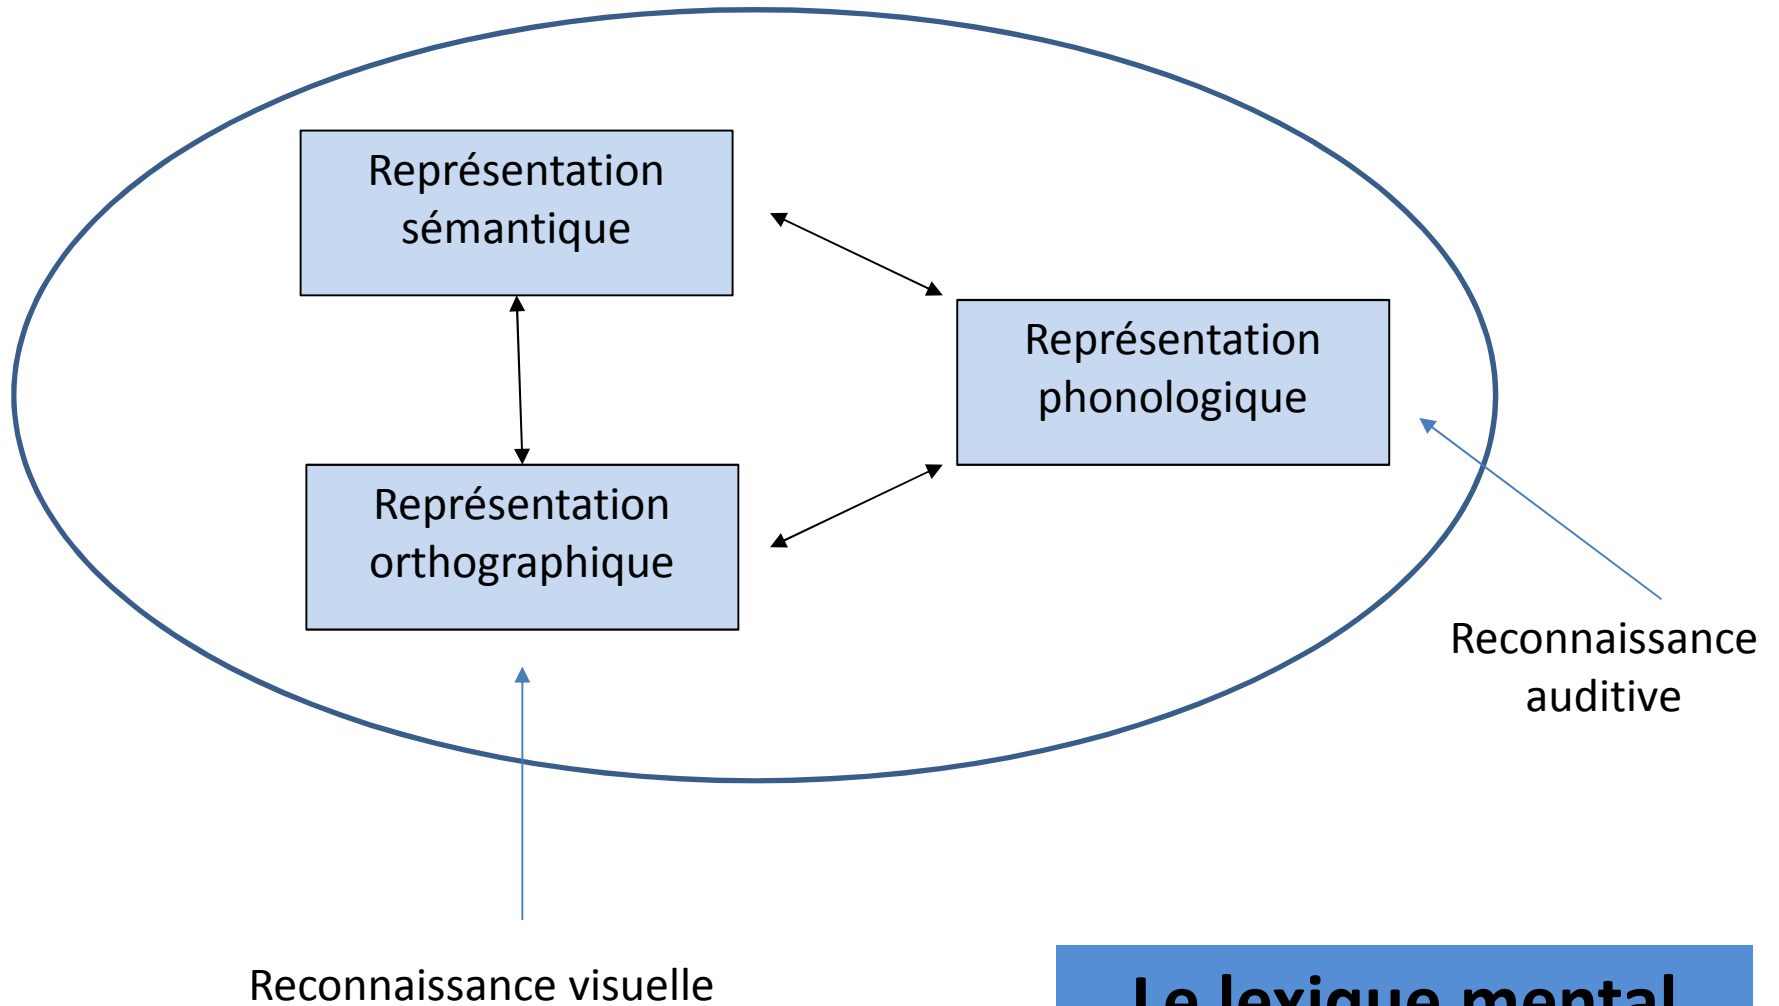 Représentation
sémantique
Représentation
phonologique
Représentation
orthographique
Reconnaissance
auditive
Reconnaissance visuelle
Le lexique mental